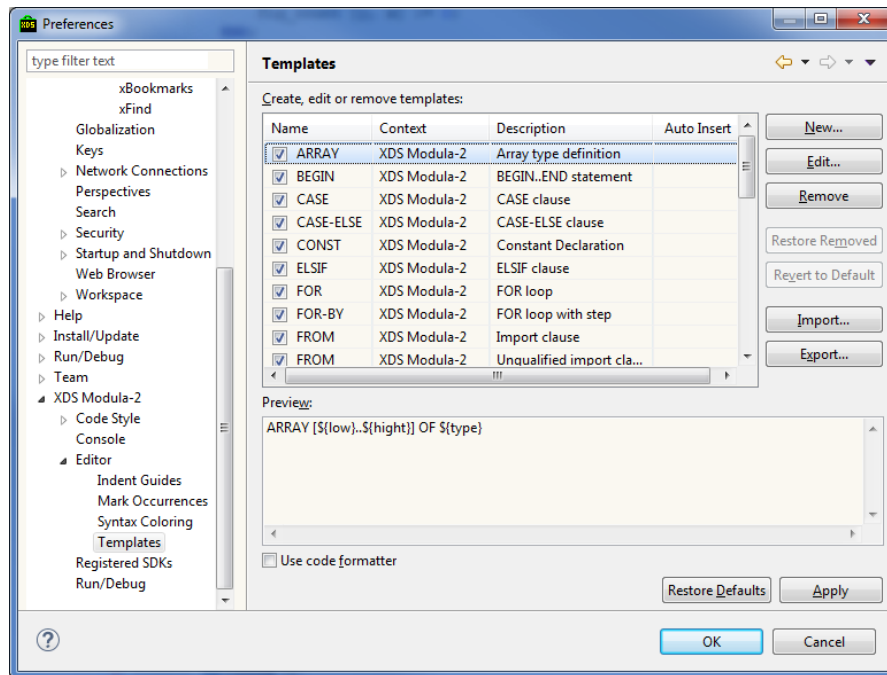 XDS Preferences
type filter text
xBookmarks
xFind
Globalization
Keys
Network Connections
Perspectives
Search
Security
Startup and Shutdown
Web Browser
Workspace
Help
Install/Update
Run/Debug
Team
XDS Modula-2
Code Style
Console
Editor
Indent Guides
Mark Occurrences
Syntax Coloring
Templates
Registered SDKs
Run/Debug
Templates
Create, edit or remove templates:
Name Context Description Auto Insert
ARRAY XDS Modula-2 Array type definition
BEGIN XDS Modula-2 BEGIN..END statement
CASE XDS Modula-2 CASE clause
CASE-ELSE XDS Modula-2 CASE-ELSE clause
CONST XDS Modula-2 Constant Declaration
ELSIF XDS Modula-2 ELSIF clause
FOR XDS Modula-2 FOR loop
FOR-BY XDS Modula-2 FOR loop with step
FROM XDS Modula-2 Import clause
FROM XDS Modula-2 Unqualified import cla...
New...
Edit...
Remove
Restore Removed
Revert to Default
Import...
Export...
Preview:
ARRAY [${low}..${hight}] OF ${type}
Use code formatter
Restore Defaults Apply
OK Cancel